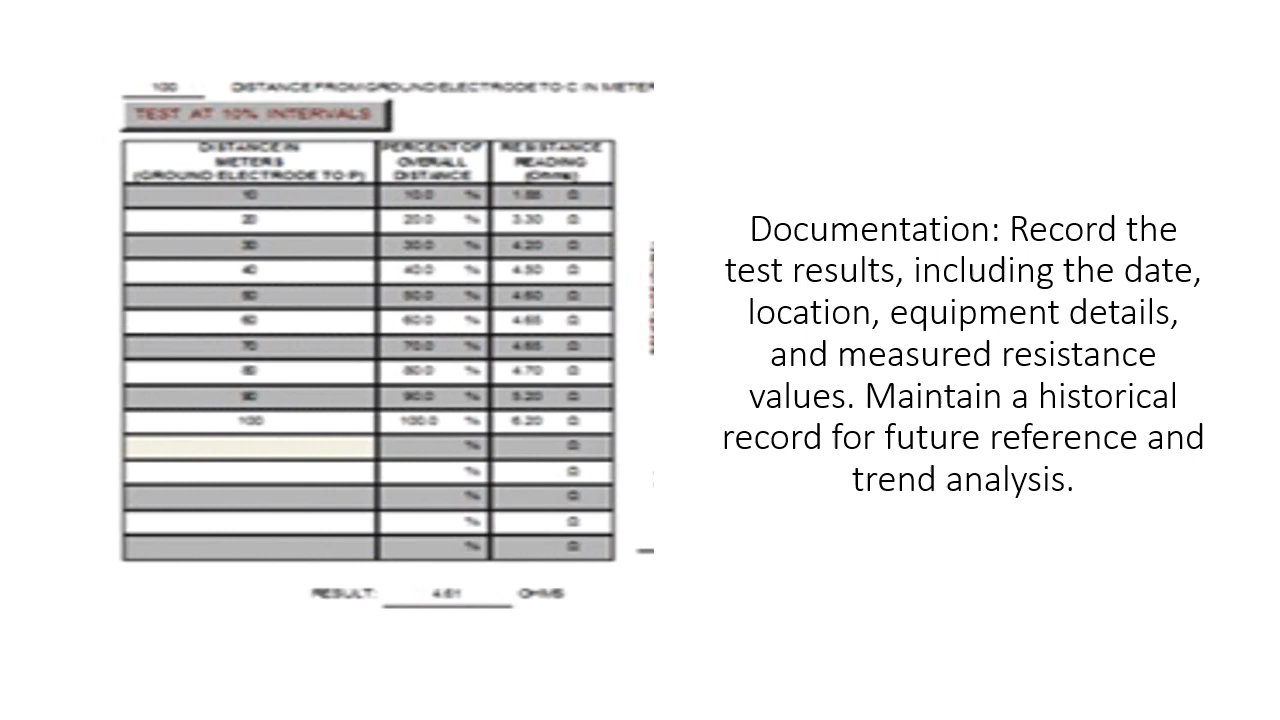 100 DISTANCE FROM GROUND ELECTRODE TO C IN METER
TEST AT 10% INTERVALS
DISTANCE IN METERS (GROUND ELECTRODE TO P) PERCENT OF OVERALL DISTANCE RESISTANCE READING (Ohms)
10 10.0 % Ω
20 20.0 % 3.30 Ω
30 30.0 % 4.20 Ω
40 40.0 % 4.50 Ω
50 50.0 % 4.60 Ω
60 60.0 % 4.65 Ω
70 70.0 % 4.68 Ω
80 80.0 % 4.70 Ω
90 90.0 % 5.20 Ω
100 100.0 % 6.20 Ω
% Ω
% Ω
% Ω
% Ω
% Ω
RESULT: 4.61 OHMS
Documentation: Record the
test results, including the date,
location, equipment details,
and measured resistance
values. Maintain a historical
record for future reference and
trend analysis.